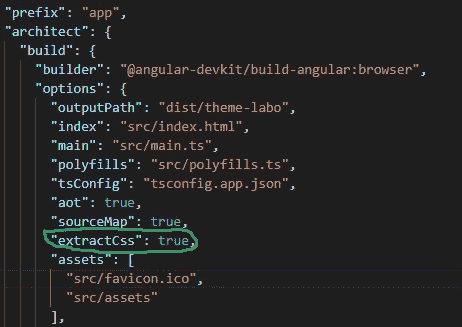 "prefix": "app",
"architect": {
"build": {
"builder": "@angular-devkit/build-angular:browser",
"options": {
"outputPath": "dist/theme-labo",
"index": "src/index.html",
"main": "src/main.ts",
"polyfills": "src/polyfills.ts",
"tsConfig": "tsconfig.app.json",
"aot": true,
"sourceMap": true,
"extractCss": true,
"assets": [
"src/favicon.ico",
"src/assets"
],